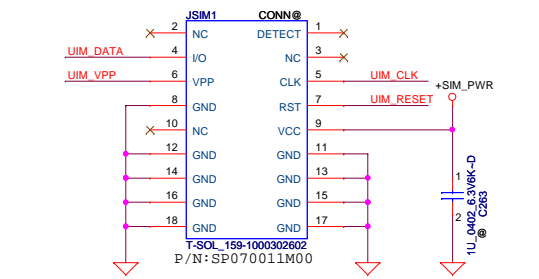 JSIM1 CONN@
2 NC DETECT 1
UIM_DATA 4 I/O NC 3
UIM_VPP 6 VPP CLK 5 UIM_CLK
+SIM_PWR
8 GND RST 7 UIM_RESET
10 NC VCC 9
12 GND GND 11
14 GND GND 13
16 GND GND 15
18 GND GND 17
T-SOL_159-1000302602
P/N:SP070011M00
1
2
1U_0402_6.3V6K~D
@ C263